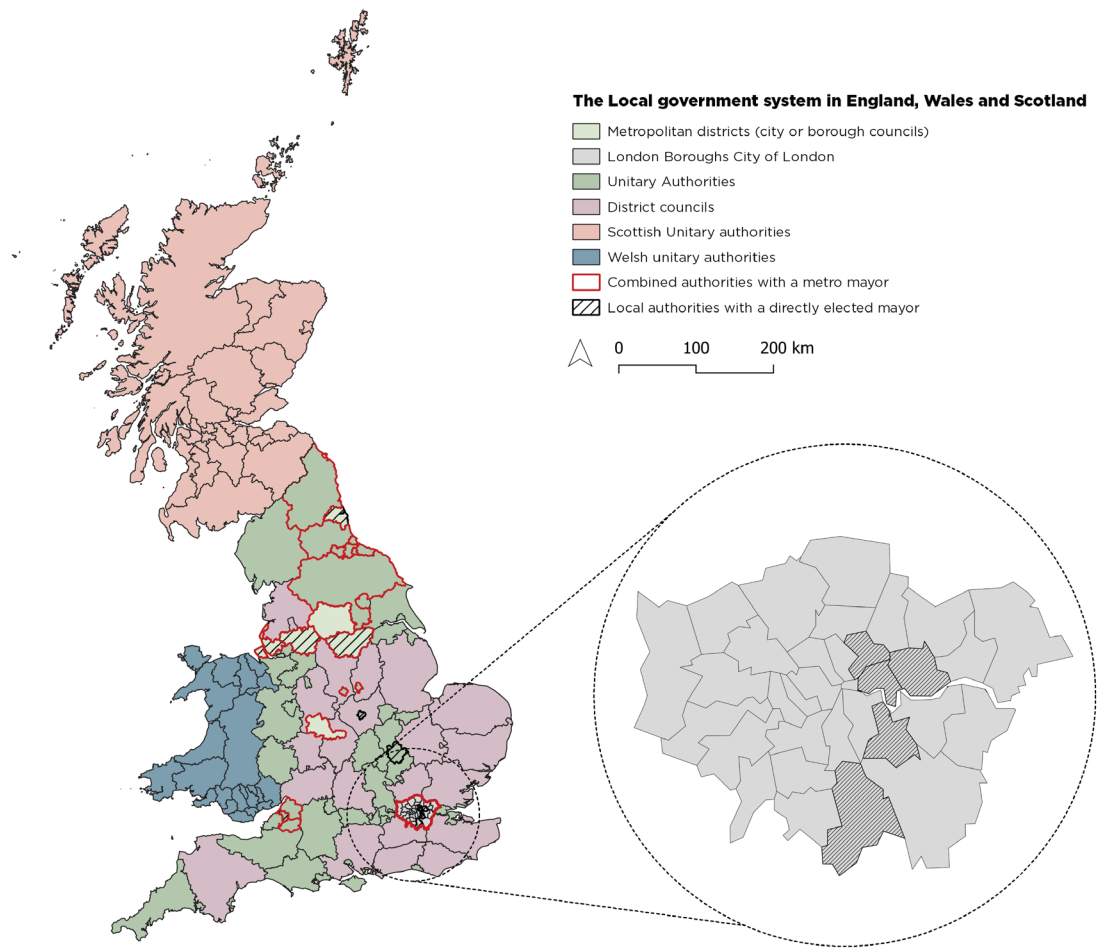 The Local government system in England, Wales and Scotland
Metropolitan districts (city or borough councils)
London Boroughs City of London
Unitary Authorities
District councils
Scottish Unitary authorities
Welsh unitary authorities
Combined authorities with a metro mayor
Local authorities with a directly elected mayor
0 100 200 km